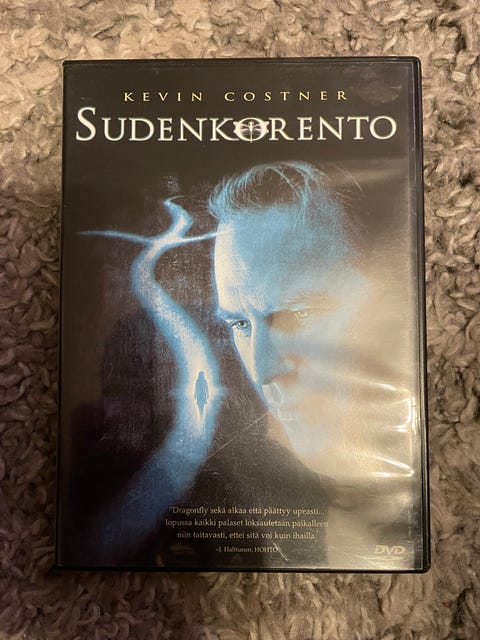 KEVIN COSTNER
SUDENKORENTO
"Dragonfly sekä alkaa että päättyy upeasti...
lopussa kaikki palaset loksautetaan paikalleen
niin taitavasti, ettei sitä voi kuin ihailla."
–J. Halttunen, HOHTO
DVD